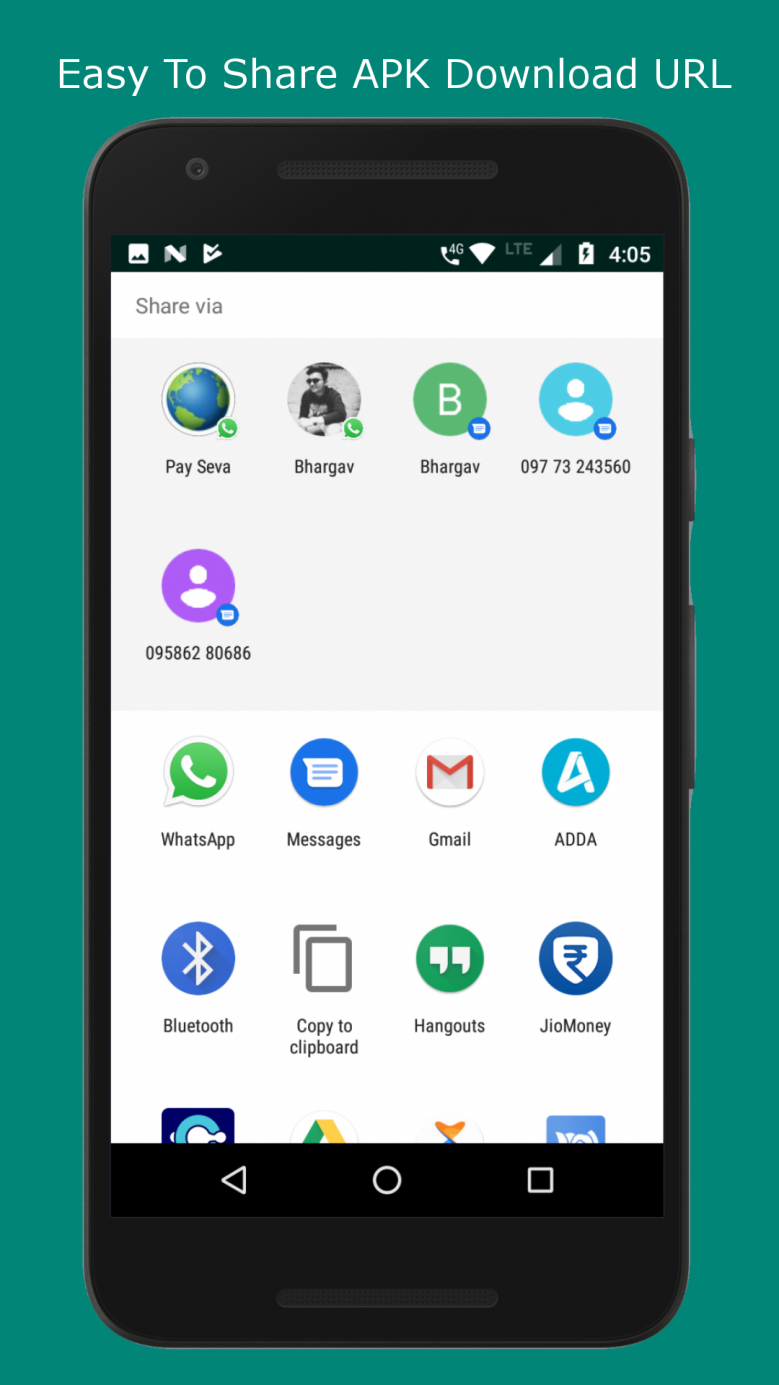 Easy To Share APK Download URL
4G LTE 4:05
Share via
Pay Seva Bhargav Bhargav 097 73 243560
B
095862 80686
WhatsApp Messages Gmail ADDA
Bluetooth Copy to clipboard Hangouts JioMoney